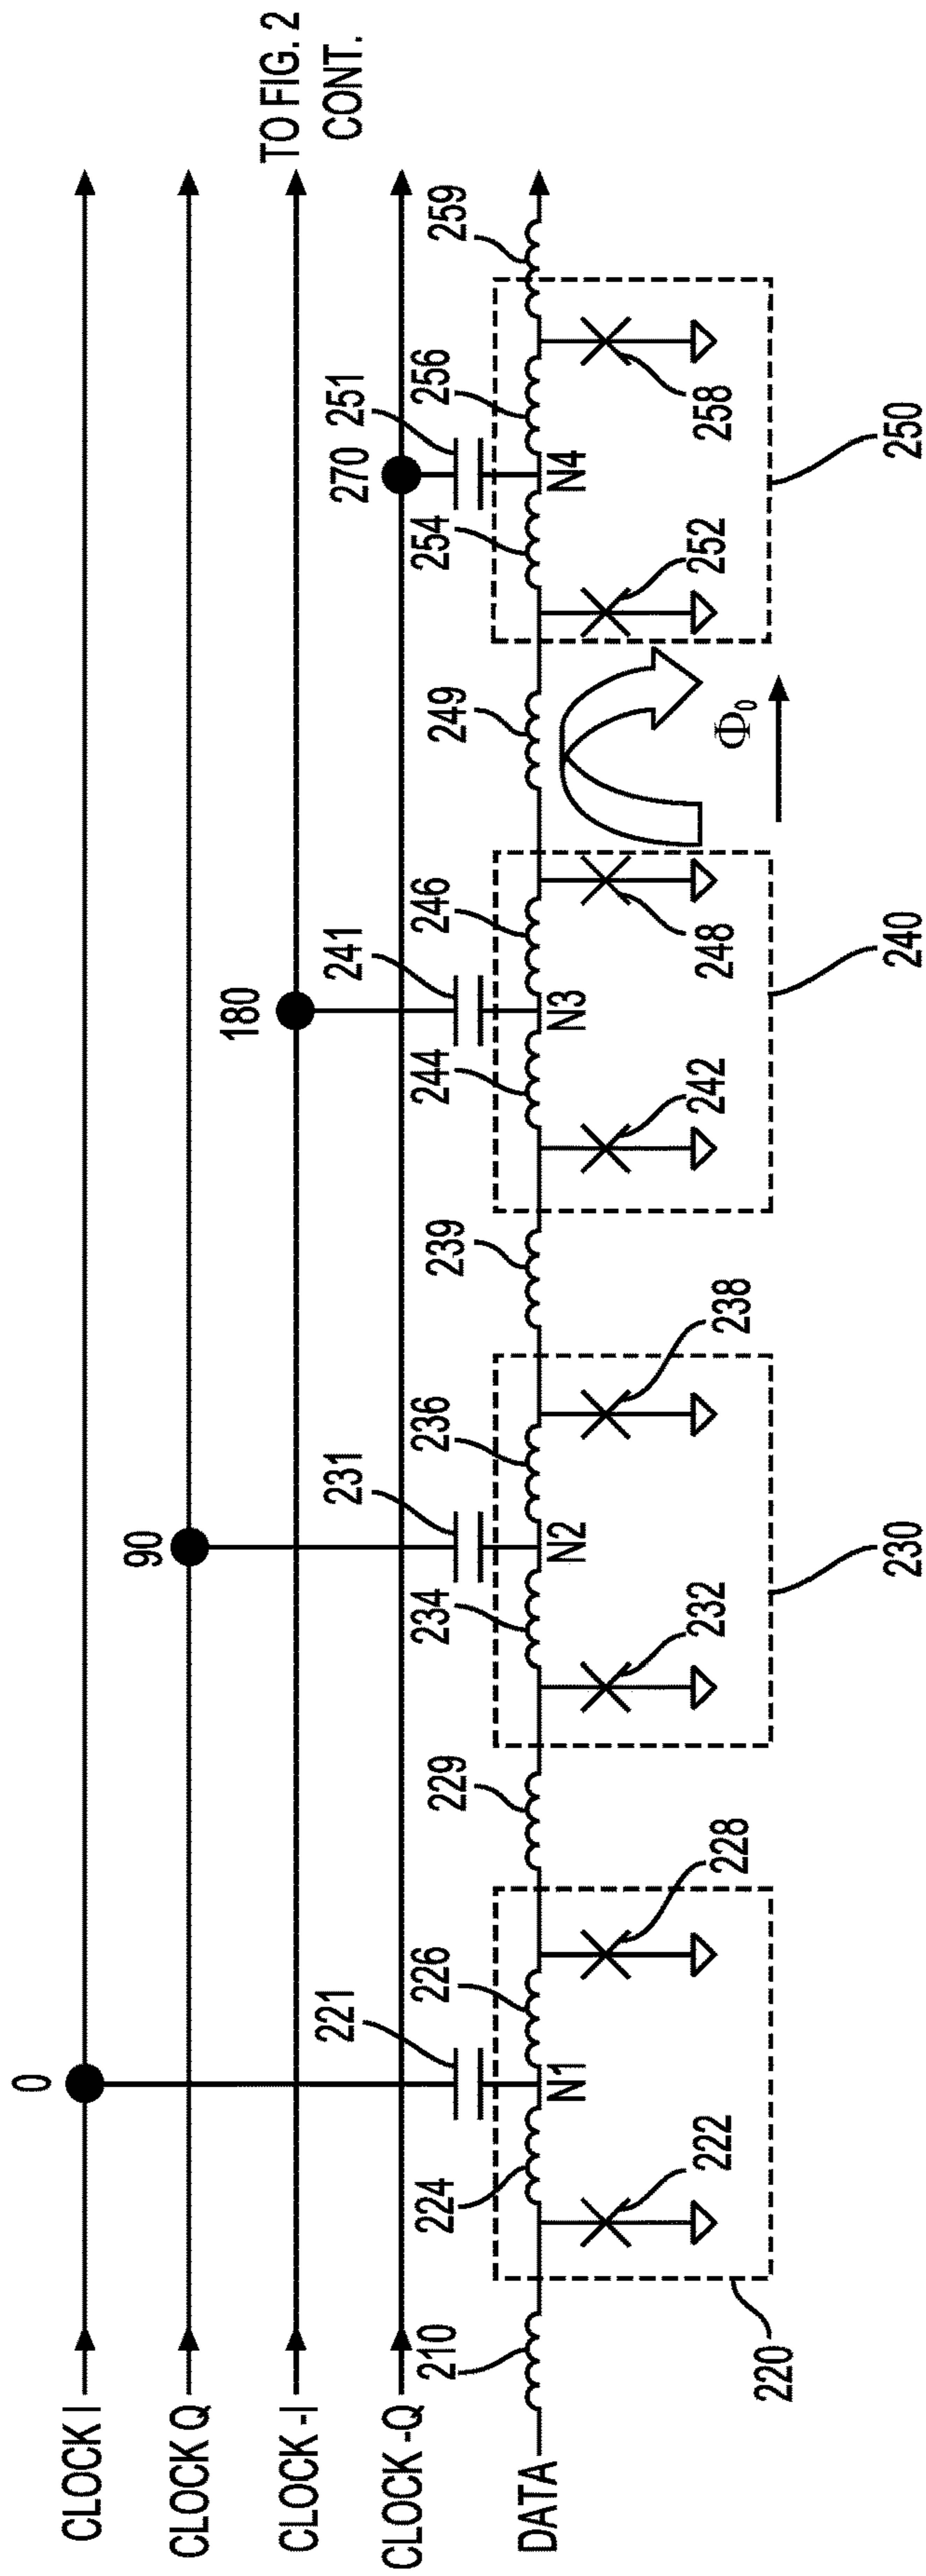 0
CLOCK I
90
CLOCK Q
180
TO FIG. 2
CONT.
CLOCK -I
270
CLOCK -Q
221
231
241
251
210
224
226
229
234
236
239
244
246
249
254
256
259
DATA
N1
N2
N3
N4
222
228
232
238
242
248
Φ₀
252
258
220
230
240
250